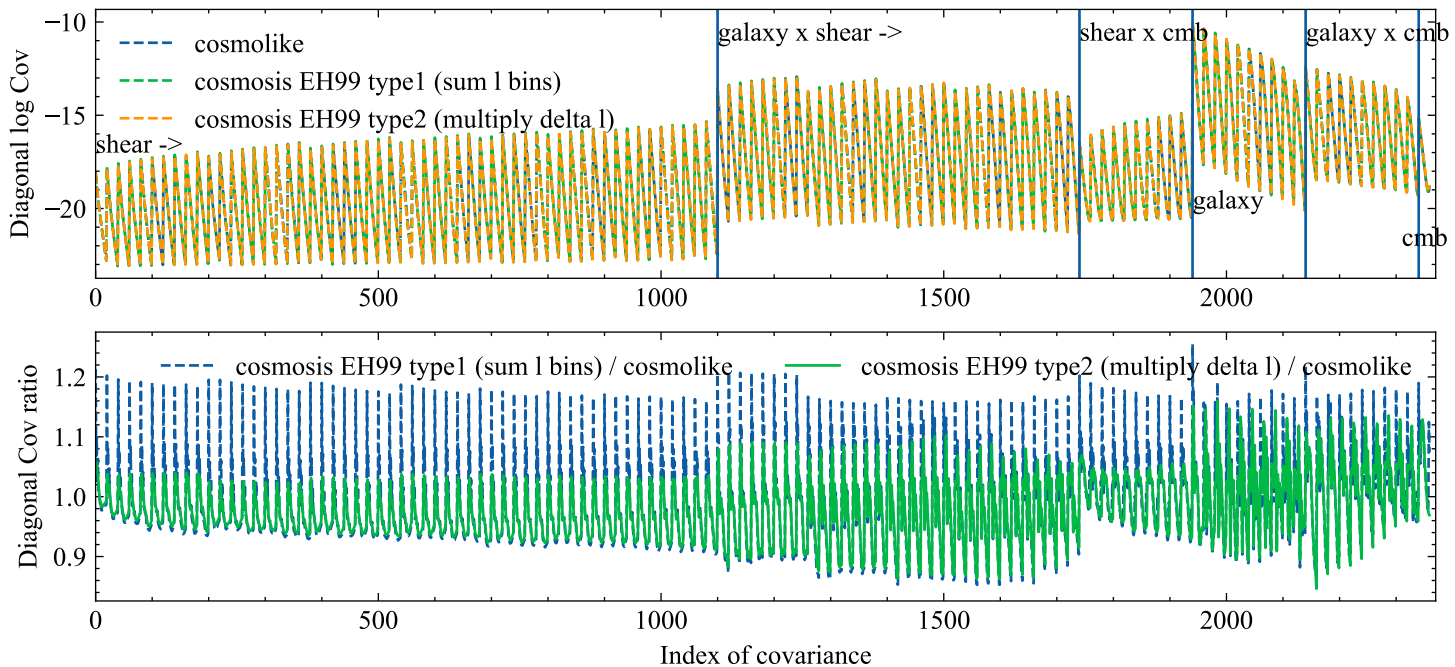 −10
−15
−20
Diagonal log Cov
cosmolike
cosmosis EH99 type1 (sum l bins)
cosmosis EH99 type2 (multiply delta l)
shear ->
galaxy x shear ->
shear x cmb
galaxy
galaxy x cmb
cmb
0
500
1000
1500
2000
cosmosis EH99 type1 (sum l bins) / cosmolike
cosmosis EH99 type2 (multiply delta l) / cosmolike
1.2
1.1
1.0
0.9
Diagonal Cov ratio
0
500
1000
1500
2000
Index of covariance